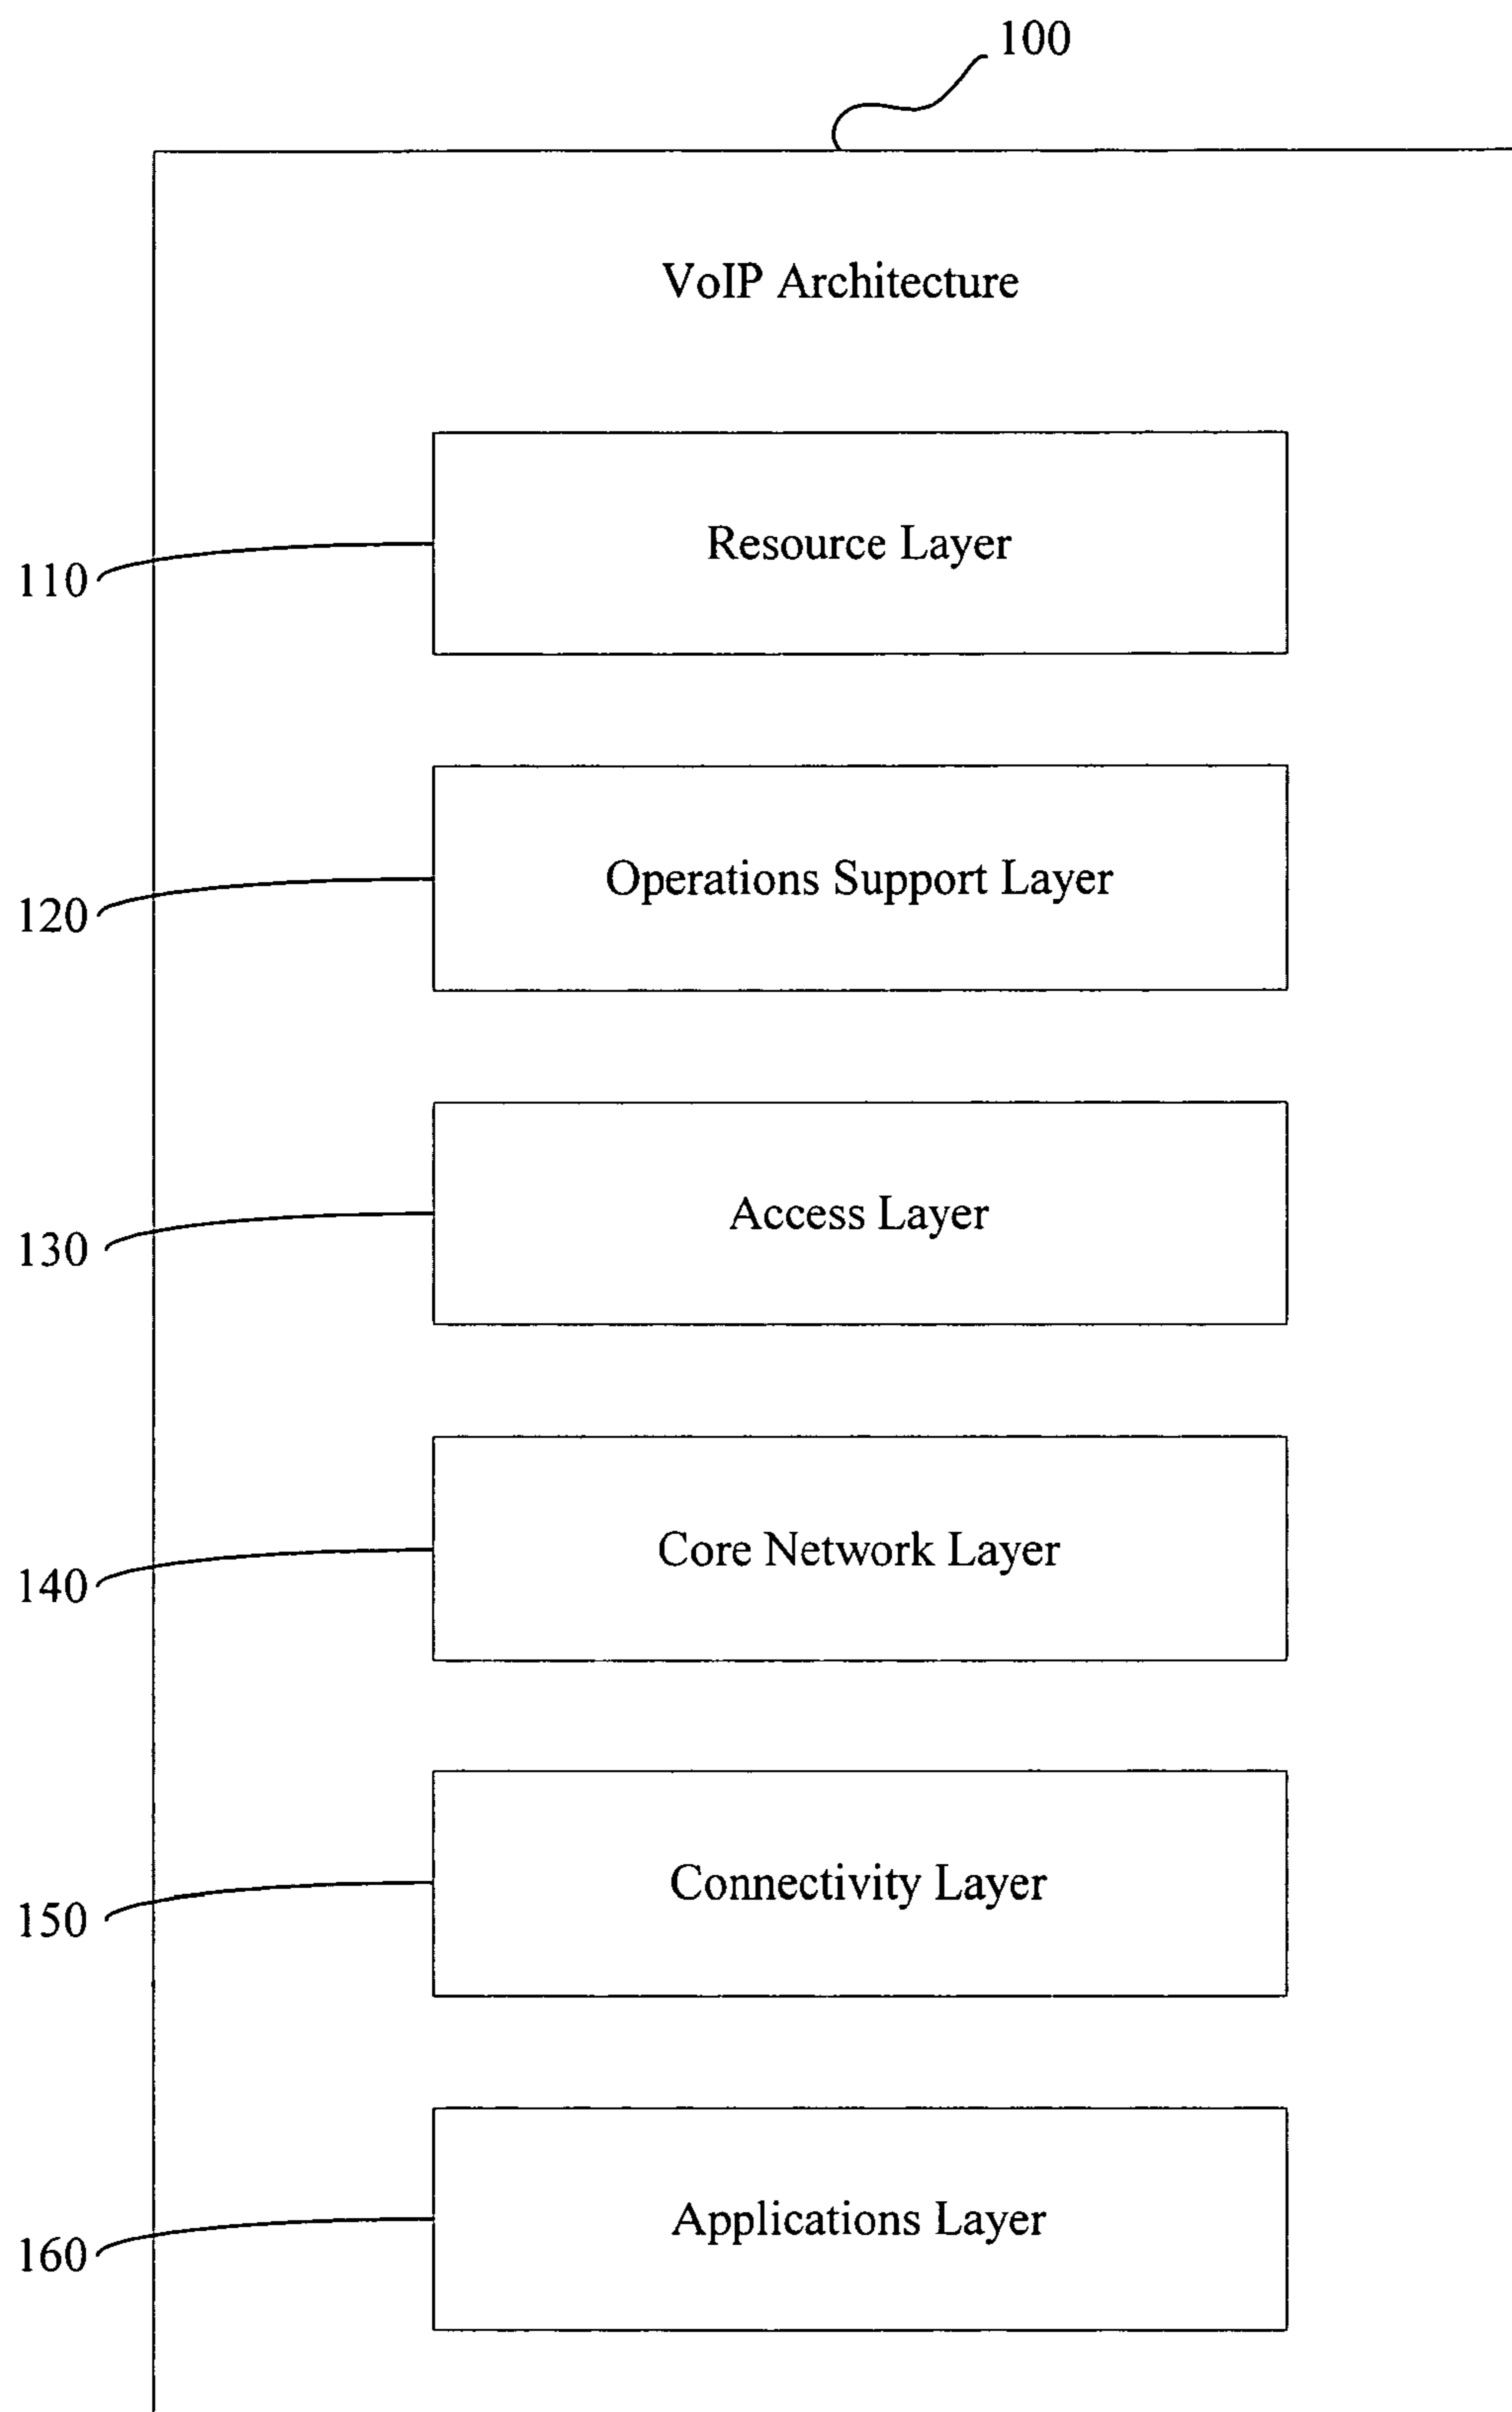 100
VoIP Architecture
Resource Layer
110
Operations Support Layer
120
Access Layer
130
Core Network Layer
140
Connectivity Layer
150
Applications Layer
160